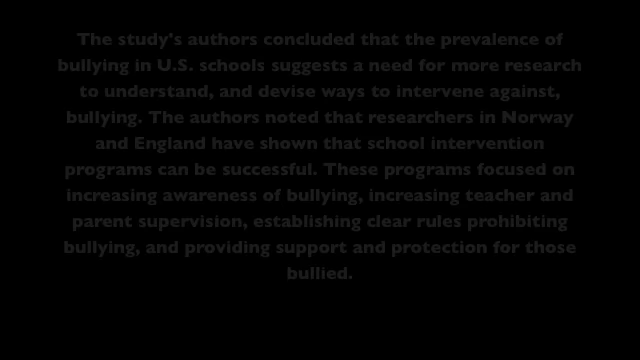 The study's authors concluded that the prevalence of
bullying in U.S. schools suggests a need for more research
to understand, and devise ways to intervene against,
bullying. The authors noted that researchers in Norway
and England have shown that school intervention
programs can be successful. These programs focused on
increasing awareness of bullying, increasing teacher and
parent supervision, establishing clear rules prohibiting
bullying, and providing support and protection for those
bullied.